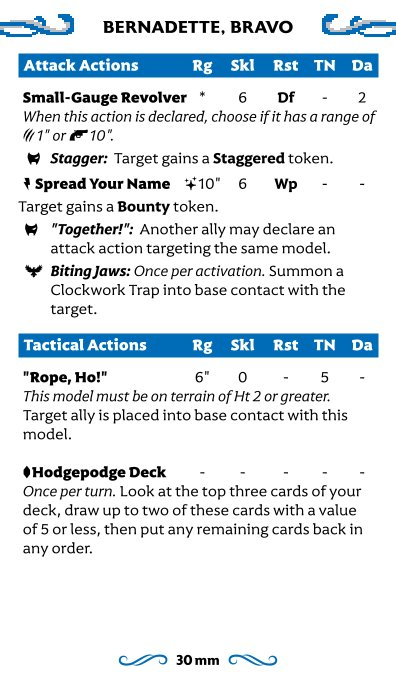 BERNADETTE, BRAVO
Attack Actions Rg Skl Rst TN Da
Small-Gauge Revolver * 6 Df - 2
When this action is declared, choose if it has a range of
1" or 10".
Stagger: Target gains a Staggered token.
Spread Your Name 10" 6 Wp - -
Target gains a Bounty token.
"Together!": Another ally may declare an
attack action targeting the same model.
Biting Jaws: Once per activation. Summon a
Clockwork Trap into base contact with the
target.
Tactical Actions Rg Skl Rst TN Da
"Rope, Ho!" 6" 0 - 5 -
This model must be on terrain of Ht 2 or greater.
Target ally is placed into base contact with this
model.
Hodgepodge Deck - - - - -
Once per turn. Look at the top three cards of your
deck, draw up to two of these cards with a value
of 5 or less, then put any remaining cards back in
any order.
30 mm